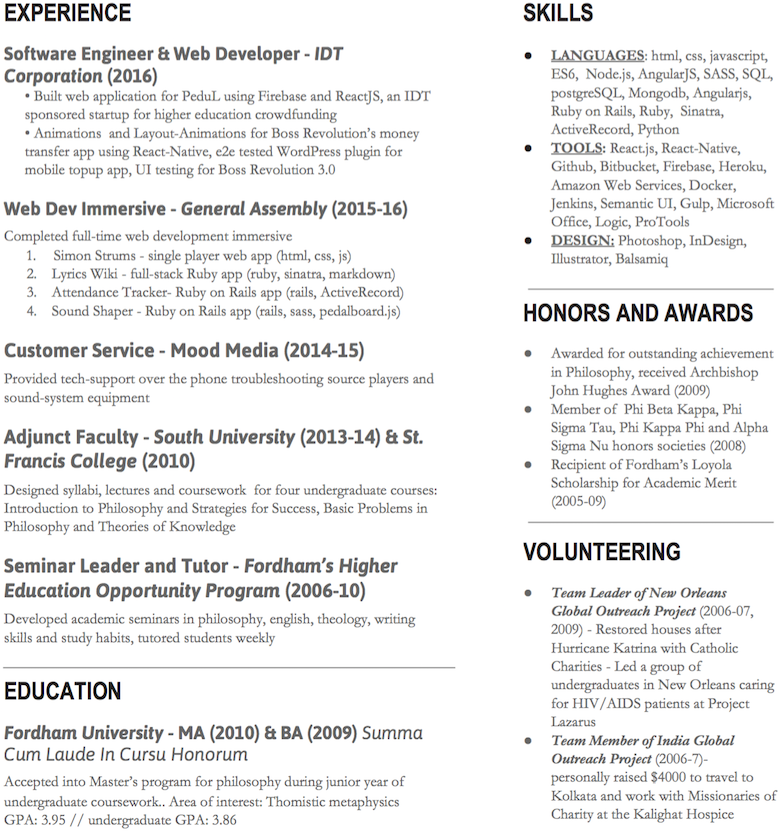 EXPERIENCE
Software Engineer & Web Developer - IDT
Corporation (2016)
• Built web application for PeduL using Firebase and ReactJS, an IDT
sponsored startup for higher education crowdfunding
• Animations and Layout-Animations for Boss Revolution's money
transfer app using React-Native, e2e tested WordPress plugin for
mobile topup app, UI testing for Boss Revolution 3.0
Web Dev Immersive - General Assembly (2015-16)
Completed full-time web development immersive
1. Simon Strums - single player web app (html, css, js)
2. Lyrics Wiki - full-stack Ruby app (ruby, sinatra, markdown)
3. Attendance Tracker- Ruby on Rails app (rails, ActiveRecord)
4. Sound Shaper - Ruby on Rails app (rails, sass, pedalboard.js)
Customer Service - Mood Media (2014-15)
Provided tech-support over the phone troubleshooting source players and
sound-system equipment
Adjunct Faculty - South University (2013-14) & St.
Francis College (2010)
Designed syllabi, lectures and coursework for four undergraduate courses:
Introduction to Philosophy and Strategies for Success, Basic Problems in
Philosophy and Theories of Knowledge
Seminar Leader and Tutor - Fordham's Higher
Education Opportunity Program (2006-10)
Developed academic seminars in philosophy, english, theology, writing
skills and study habits, tutored students weekly
EDUCATION
Fordham University - MA (2010) & BA (2009) Summa
Cum Laude In Cursu Honorum
Accepted into Master's program for philosophy during junior year of
undergraduate coursework.. Area of interest: Thomistic metaphysics
GPA: 3.95 // undergraduate GPA: 3.86
SKILLS
• LANGUAGES: html, css, javascript,
ES6, Node.js, AngularJS, SASS, SQL,
postgreSQL, Mongodb, Angularjs,
Ruby on Rails, Ruby, Sinatra,
ActiveRecord, Python
• TOOLS: React.js, React-Native,
Github, Bitbucket, Firebase, Heroku,
Amazon Web Services, Docker,
Jenkins, Semantic UI, Gulp, Microsoft
Office, Logic, ProTools
• DESIGN: Photoshop, InDesign,
Illustrator, Balsamiq
HONORS AND AWARDS
• Awarded for outstanding achievement
in Philosophy, received Archbishop
John Hughes Award (2009)
• Member of Phi Beta Kappa, Phi
Sigma Tau, Phi Kappa Phi and Alpha
Sigma Nu honors societies (2008)
• Recipient of Fordham's Loyola
Scholarship for Academic Merit
(2005-09)
VOLUNTEERING
• Team Leader of New Orleans
Global Outreach Project (2006-07,
2009) - Restored houses after
Hurricane Katrina with Catholic
Charities - Led a group of
undergraduates in New Orleans caring
for HIV/AIDS patients at Project
Lazarus
• Team Member of India Global
Outreach Project (2006-7)-
personally raised $4000 to travel to
Kolkata and work with Missionaries of
Charity at the Kalighat Hospice